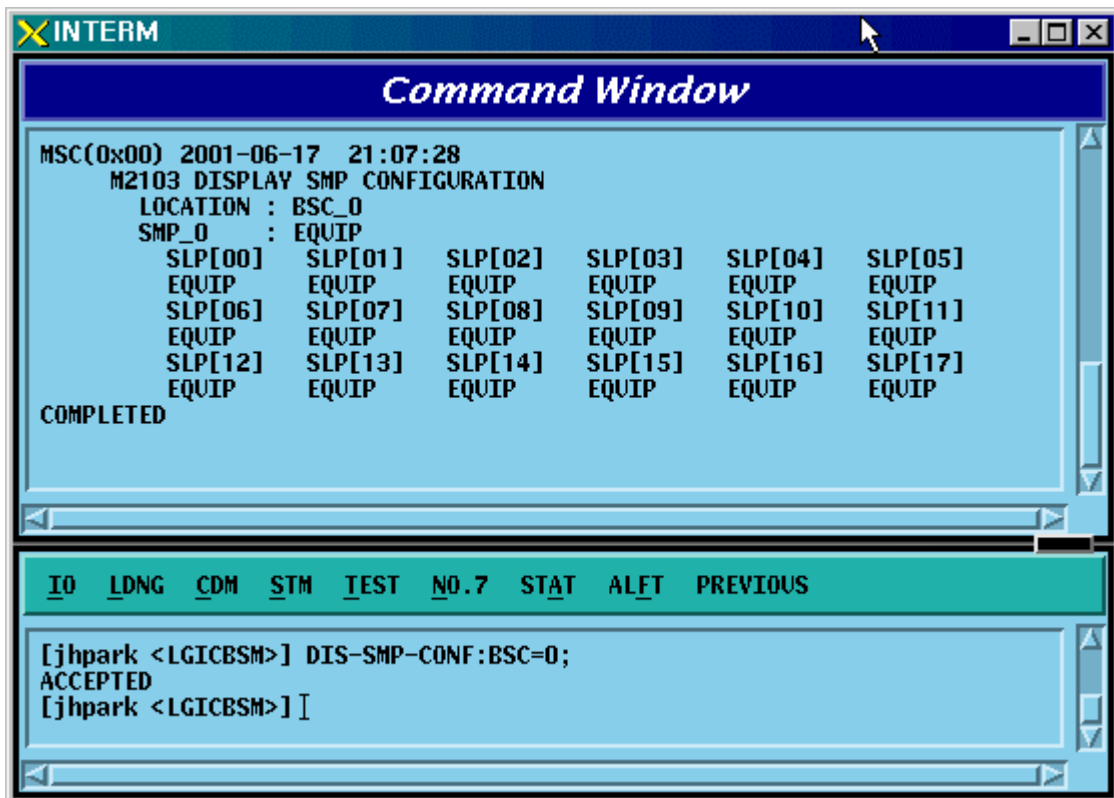 INTERM
Command Window
MSC(0x00) 2001-06-17 21:07:28
M2103 DISPLAY SMP CONFIGURATION
LOCATION : BSC_0
SMP_0 : EQUIP
SLP[00] SLP[01] SLP[02] SLP[03] SLP[04] SLP[05]
EQUIP EQUIP EQUIP EQUIP EQUIP EQUIP
SLP[06] SLP[07] SLP[08] SLP[09] SLP[10] SLP[11]
EQUIP EQUIP EQUIP EQUIP EQUIP EQUIP
SLP[12] SLP[13] SLP[14] SLP[15] SLP[16] SLP[17]
EQUIP EQUIP EQUIP EQUIP EQUIP EQUIP
COMPLETED
IO LDNG CDM STM TEST NO.7 STAT ALFT PREVIOUS
[jhpark <LGICBSM>] DIS-SMP-CONF:BSC=0;
ACCEPTED
[jhpark <LGICBSM>]